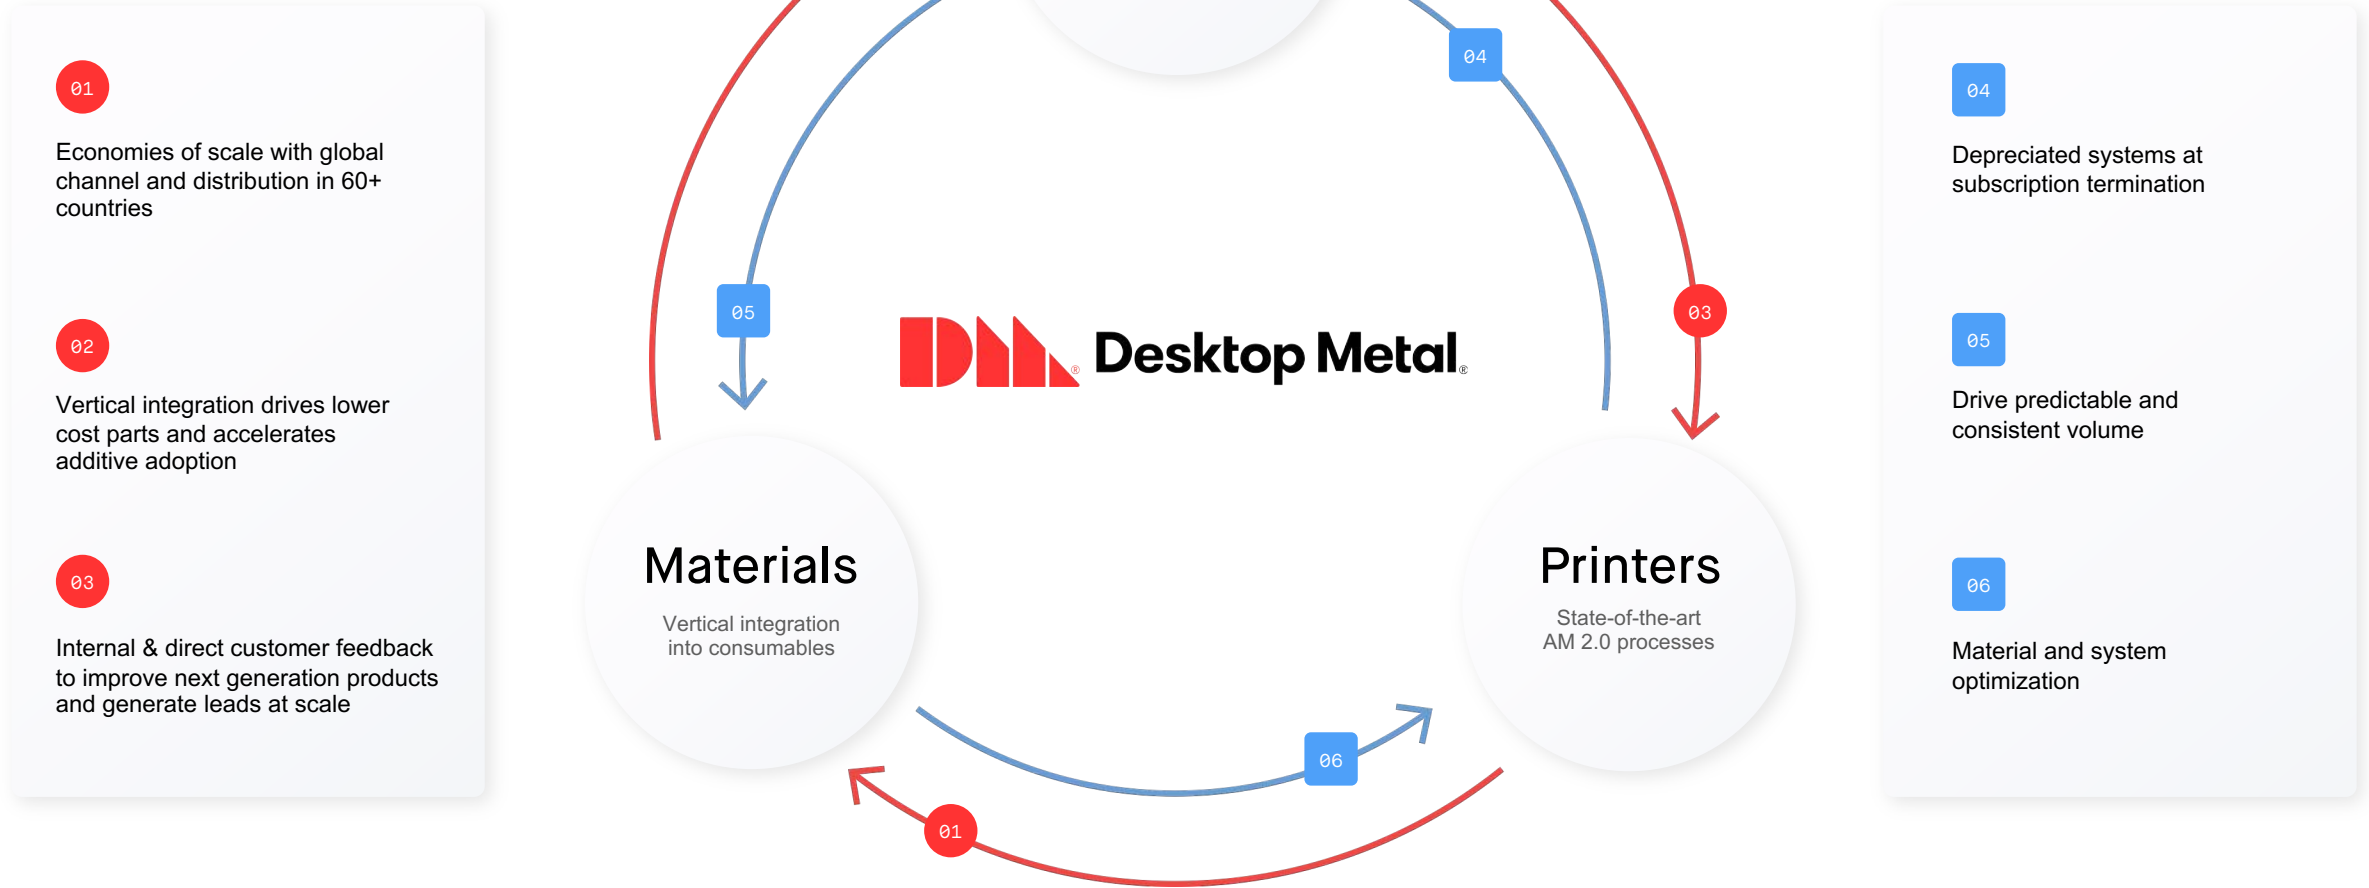 01
Economies of scale with global
channel and distribution in 60+
countries
02
Vertical integration drives lower
cost parts and accelerates
additive adoption
03
Internal & direct customer feedback
to improve next generation products
and generate leads at scale
04
05
03
DM® Desktop Metal®
Materials
Vertical integration
into consumables
Printers
State-of-the-art
AM 2.0 processes
06
01
04
Depreciated systems at
subscription termination
05
Drive predictable and
consistent volume
06
Material and system
optimization